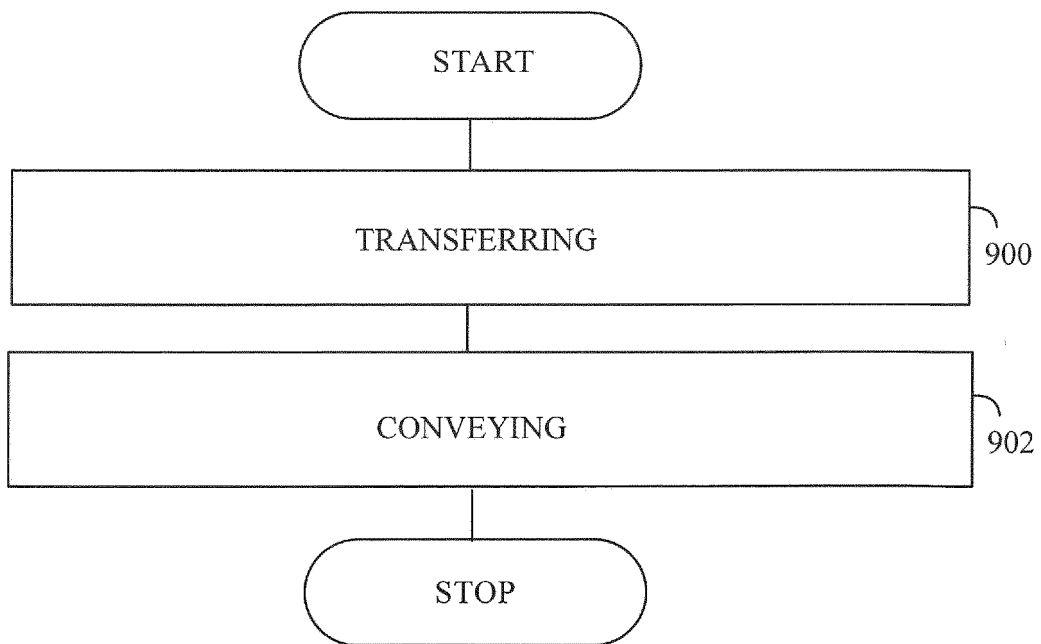 START
TRANSFERRING
900
CONVEYING
902
STOP